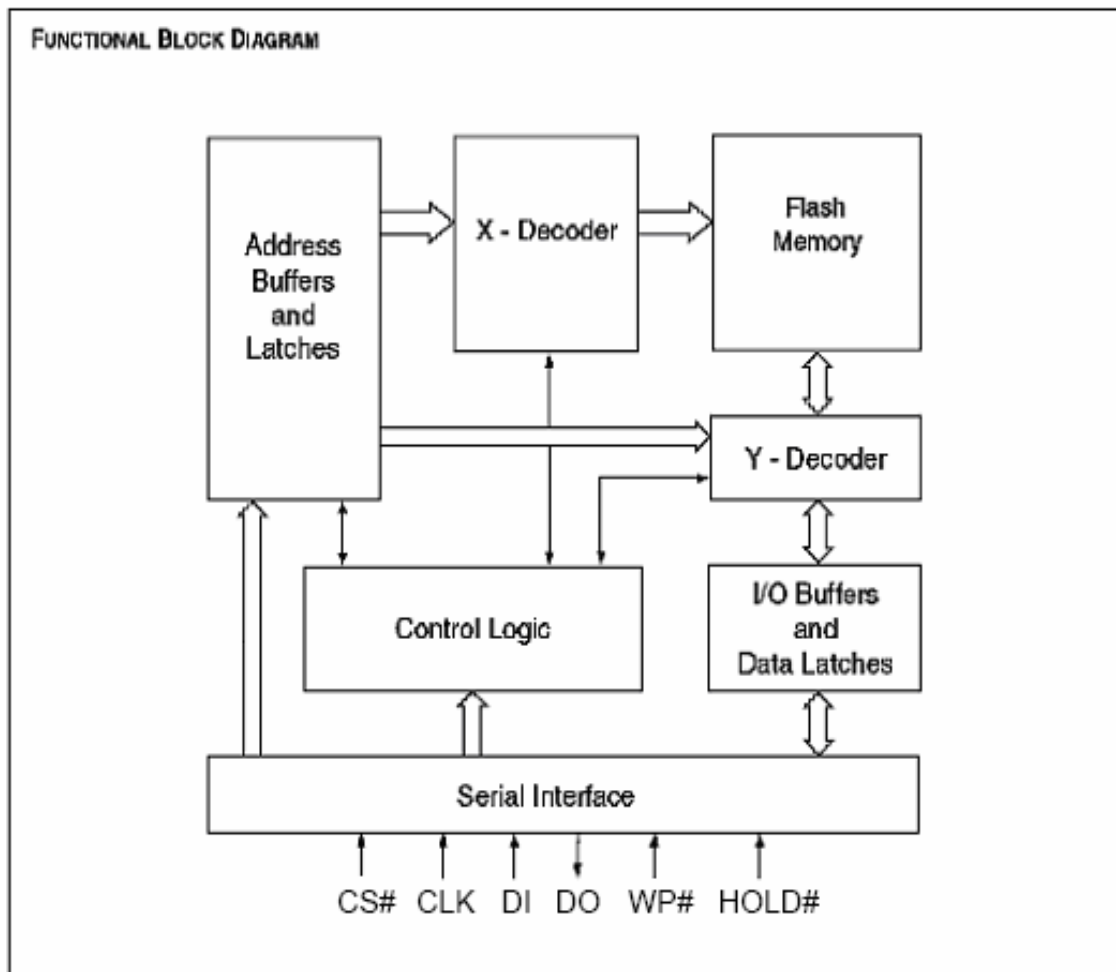 FUNCTIONAL BLOCK DIAGRAM
Address
Buffers
and
Latches
X - Decoder
Flash
Memory
Y - Decoder
Control Logic
I/O Buffers
and
Data Latches
Serial Interface
CS# CLK DI DO WP# HOLD#